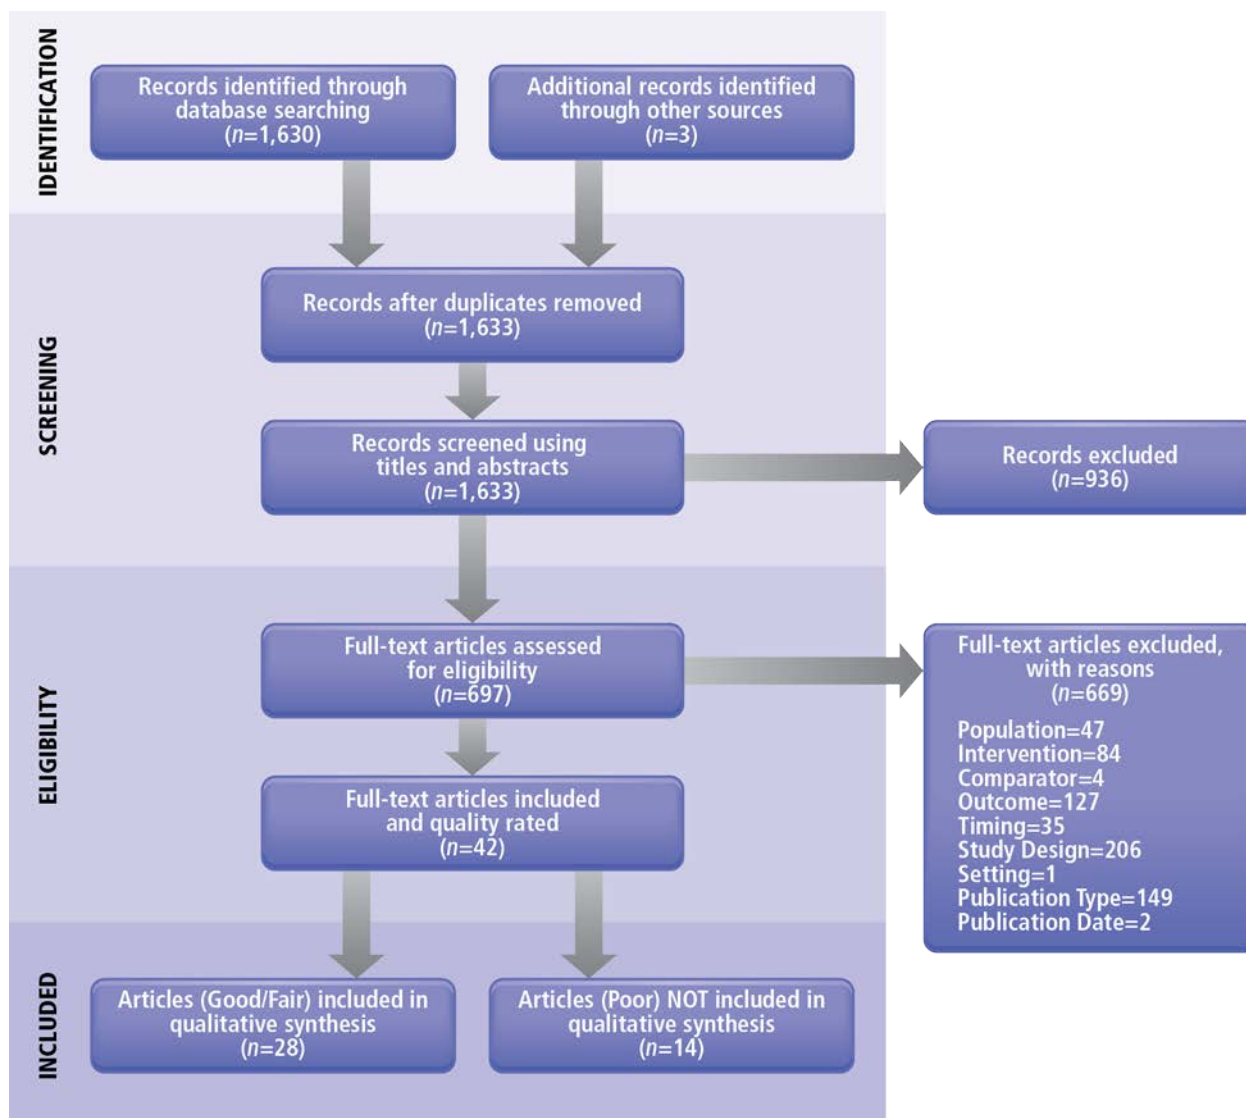 IDENTIFICATION
Records identified through
database searching
(n=1,630)
Additional records identified
through other sources
(n=3)
SCREENING
Records after duplicates removed
(n=1,633)
Records screened using
titles and abstracts
(n=1,633)
Records excluded
(n=936)
ELIGIBILITY
Full-text articles assessed
for eligibility
(n=697)
Full-text articles excluded,
with reasons
(n=669)
Population=47
Intervention=84
Comparator=4
Outcome=127
Timing=35
Study Design=206
Setting=1
Publication Type=149
Publication Date=2
Full-text articles included
and quality rated
(n=42)
INCLUDED
Articles (Good/Fair) included in
qualitative synthesis
(n=28)
Articles (Poor) NOT included in
qualitative synthesis
(n=14)